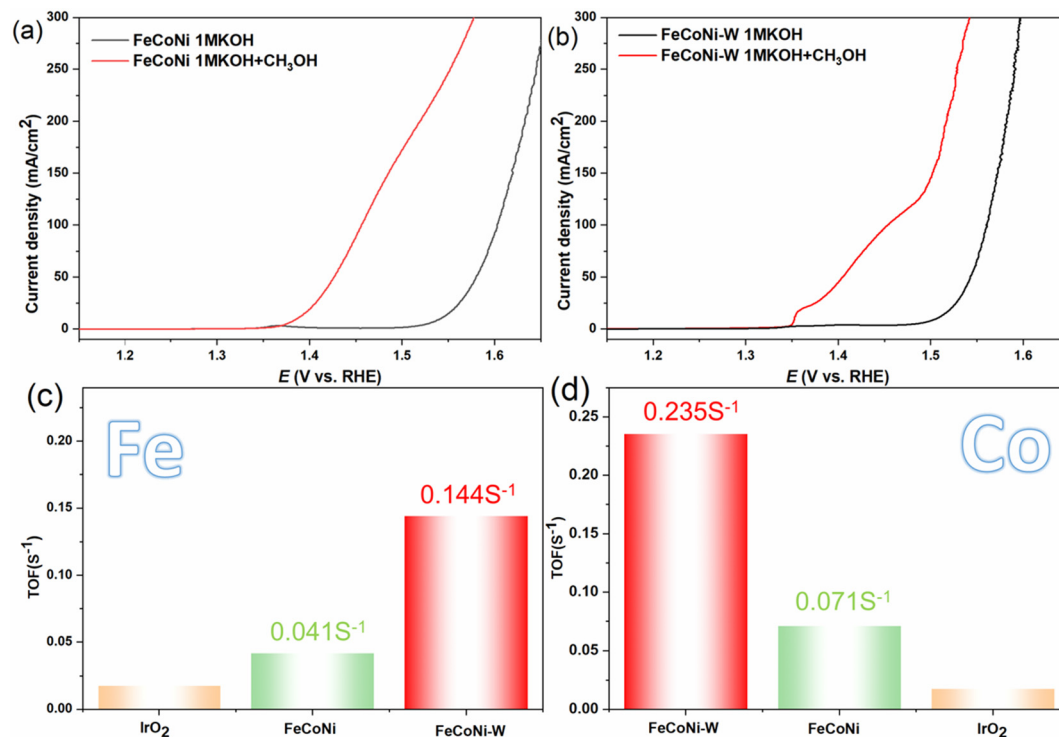 (a)
FeCoNi 1MKOH
FeCoNi 1MKOH+CH₃OH
300
250
200
150
100
50
0
Current density (mA/cm²)
1.2 1.3 1.4 1.5 1.6
E (V vs. RHE)
(b)
FeCoNi-W 1MKOH
FeCoNi-W 1MKOH+CH₃OH
300
250
200
150
100
50
0
Current density (mA/cm²)
1.2 1.3 1.4 1.5 1.6
E (V vs. RHE)
(c)
Fe
0.20
0.15
0.10
0.05
0.00
TOF(s⁻¹)
0.041S⁻¹
0.144S⁻¹
IrO₂ FeCoNi FeCoNi-W
(d)
Co
0.25
0.20
0.15
0.10
0.05
0.00
TOF(s⁻¹)
0.235S⁻¹
0.071S⁻¹
FeCoNi-W FeCoNi IrO₂